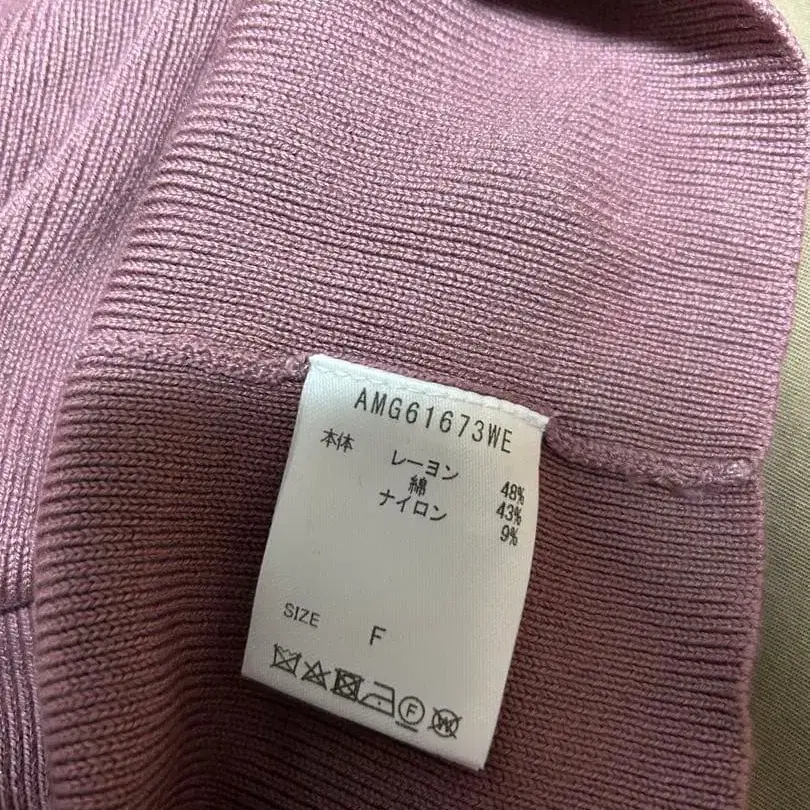 AMG61673WE
本体 レーヨン 48%
綿 43%
ナイロン 9%
SIZE F
F W